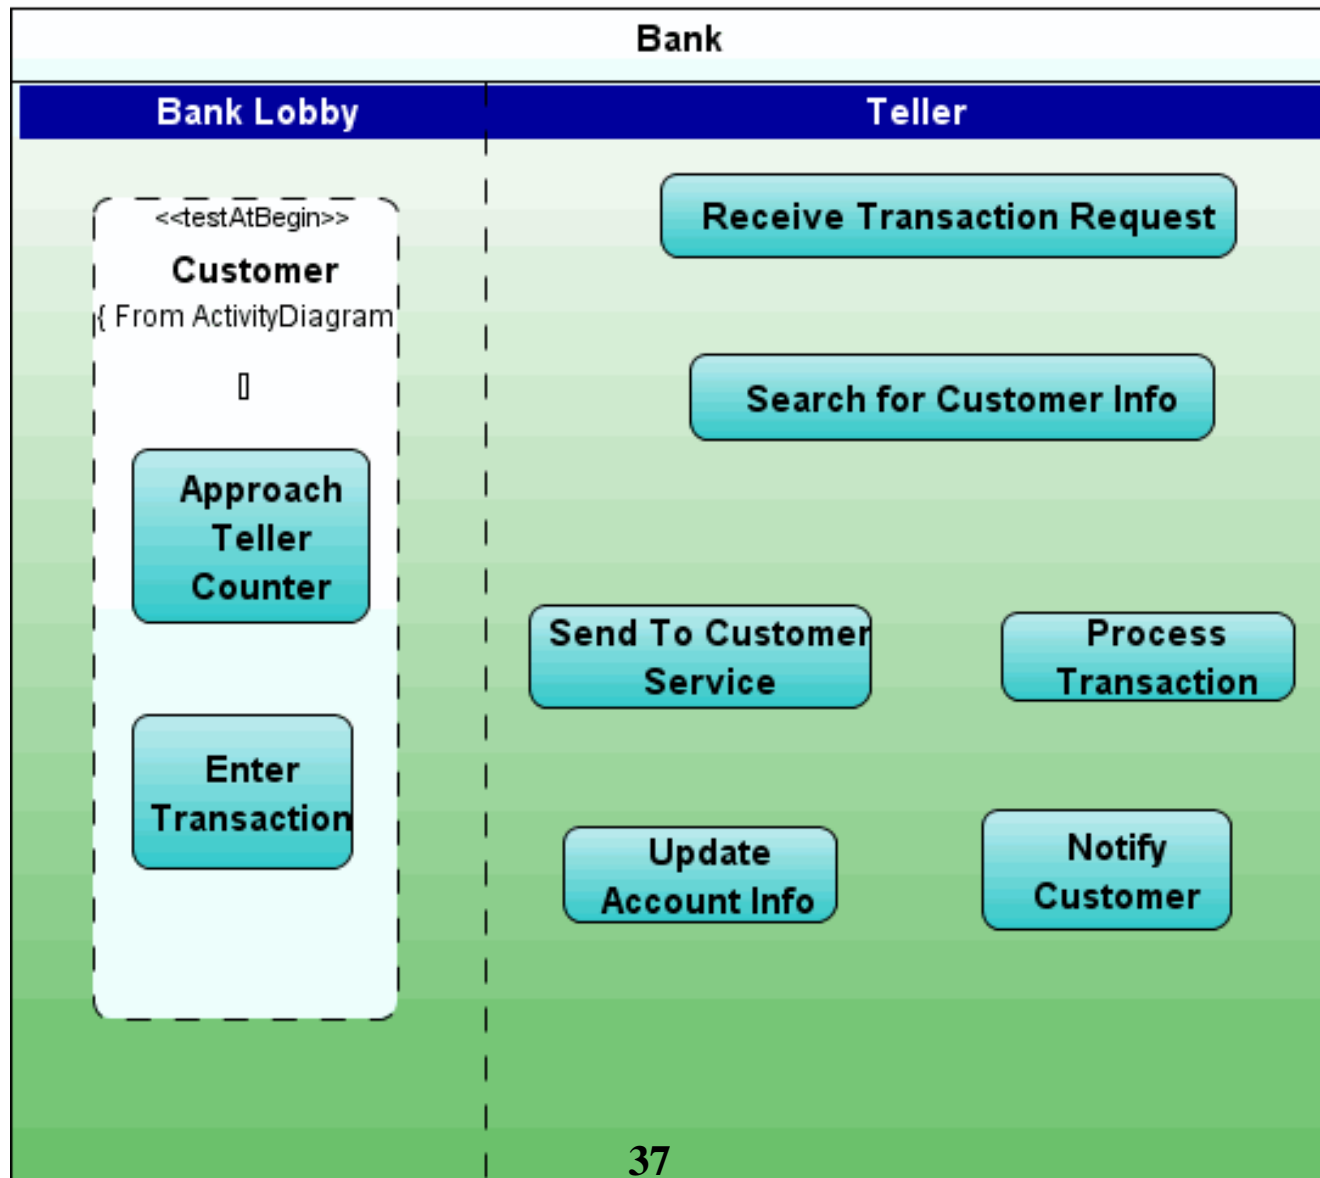 Bank
Bank Lobby
Teller
<<testAtBegin>>
Customer
{ From ActivityDiagram
[]
Approach
Teller
Counter
Enter
Transaction
Receive Transaction Request
Search for Customer Info
Send To Customer
Service
Process
Transaction
Update
Account Info
Notify
Customer
37